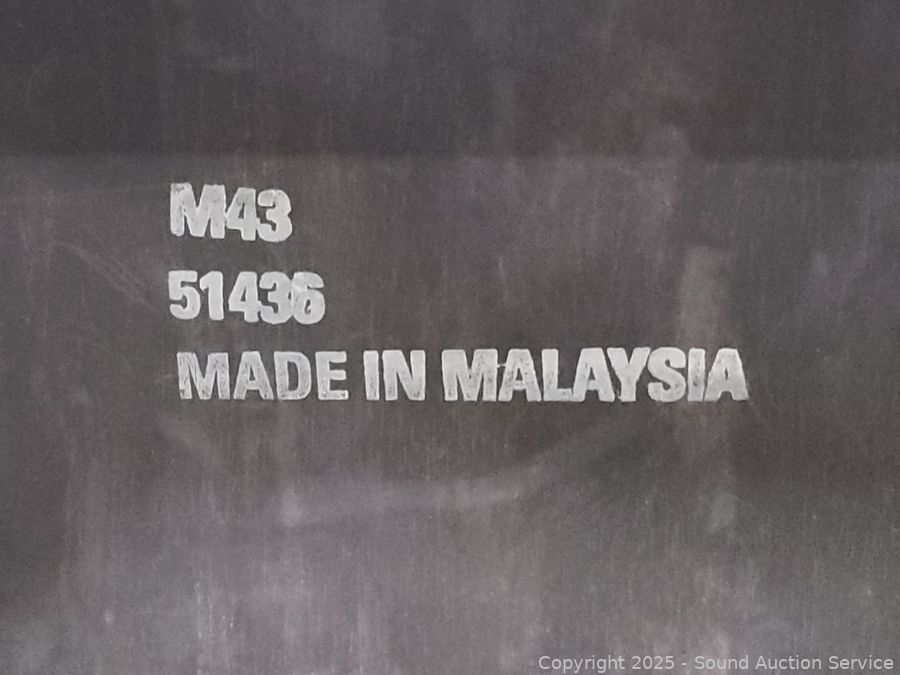 M43
51436
MADE IN MALAYSIA
Copyright 2025 - Sound Auction Service